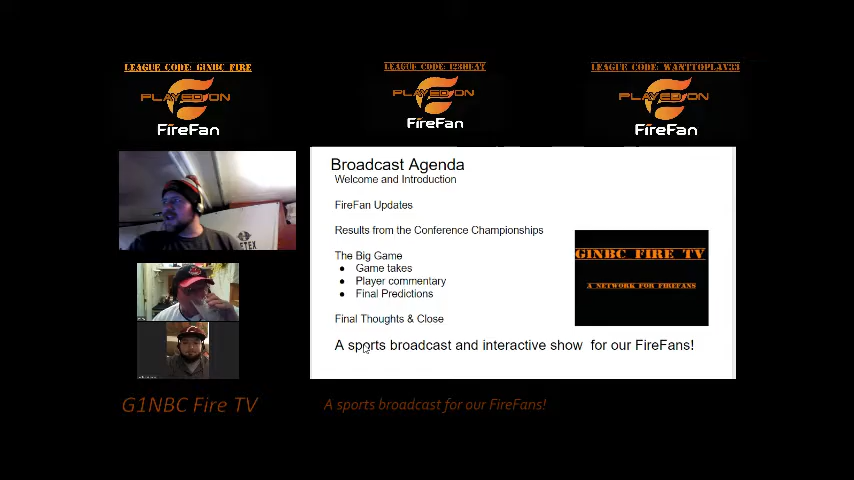 LEAGUE CODE: G1NBC FIRE
LEAGUE CODE: 123HEAT
LEAGUE CODE: WANTTOPLAY33
PLAYED ON
FireFan
PLAYED ON
FireFan
PLAYED ON
FireFan
Broadcast Agenda
Welcome and Introduction
FireFan Updates
Results from the Conference Championships
The Big Game
● Game takes
● Player commentary
● Final Predictions
Final Thoughts & Close
A sports broadcast and interactive show for our FireFans!
G1NBC FIRE TV
A NETWORK FOR FIREFANS
G1NBC Fire TV
A sports broadcast for our FireFans!